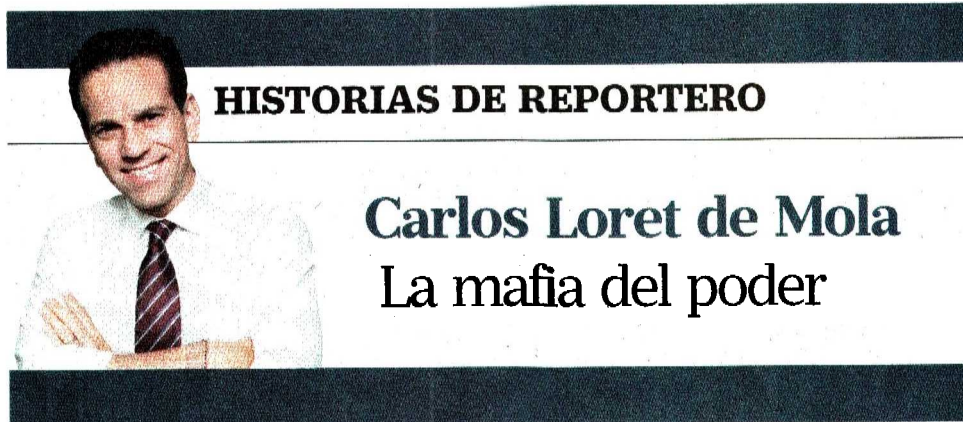 HISTORIAS DE REPORTERO
Carlos Loret de Mola
La mafia del poder